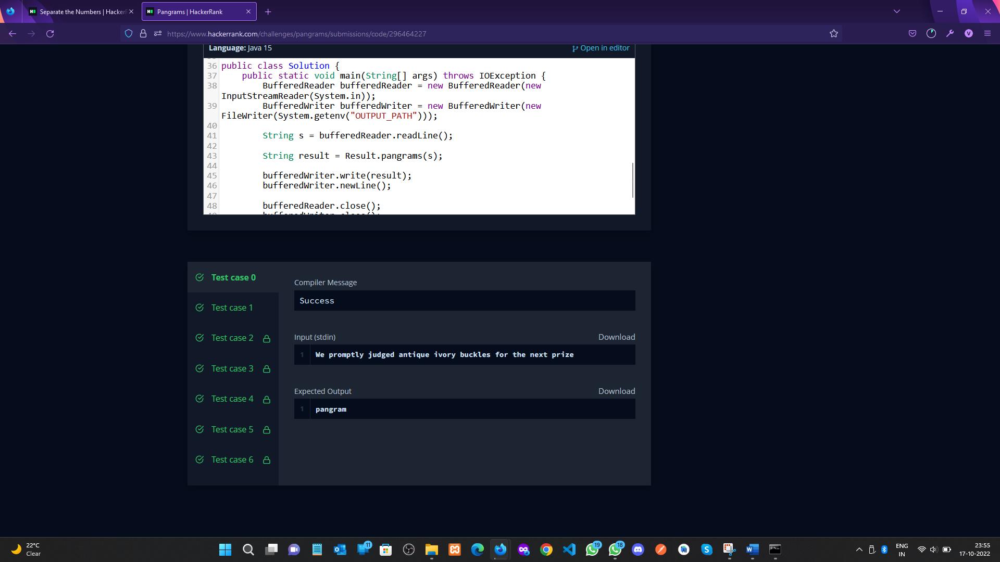 Separate the Numbers | HackerR
Pangrams | HackerRank
https://www.hackerrank.com/challenges/pangrams/submissions/code/296464227
Language: Java 15
Open in editor
36 public class Solution {
37 public static void main(String[] args) throws IOException {
38 BufferedReader bufferedReader = new BufferedReader(new
InputStreamReader(System.in));
39 BufferedWriter bufferedWriter = new BufferedWriter(new
FileWriter(System.getenv("OUTPUT_PATH")));
40
41 String s = bufferedReader.readLine();
42
43 String result = Result.pangrams(s);
44
45 bufferedWriter.write(result);
46 bufferedWriter.newLine();
47
48 bufferedReader.close();
Test case 0
Test case 1
Test case 2
Test case 3
Test case 4
Test case 5
Test case 6
Compiler Message
Success
Input (stdin)
Download
1 We promptly judged antique ivory buckles for the next prize
Expected Output
Download
1 pangram
22°C
Clear
11
19
18
ENG
IN
23:55
17-10-2022